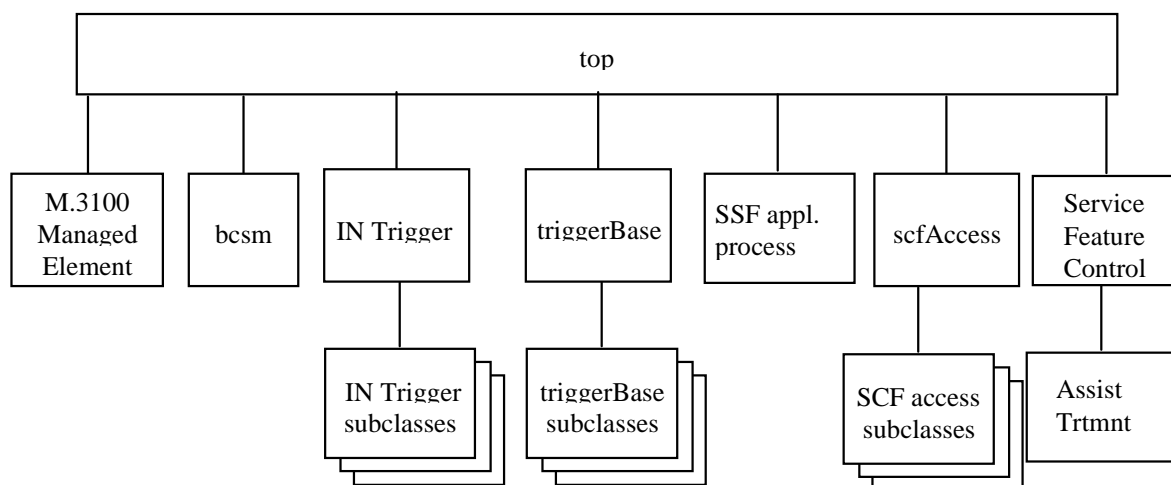 top
M.3100
Managed
Element
bcsm
IN Trigger
triggerBase
SSF appl.
process
scfAccess
Service
Feature
Control
IN Trigger
subclasses
triggerBase
subclasses
SCF access
subclasses
Assist
Trtmnt